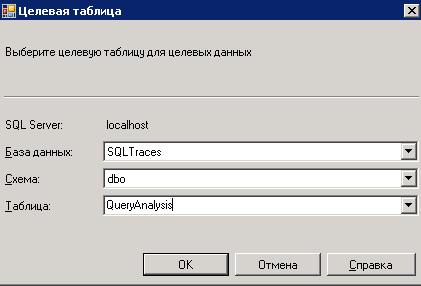 Целевая таблица
Выберите целевую таблицу для целевых данных
SQL Server: localhost
База данных: SQLTraces
Схема: dbo
Таблица: QueryAnalysis
OK Отмена Справка